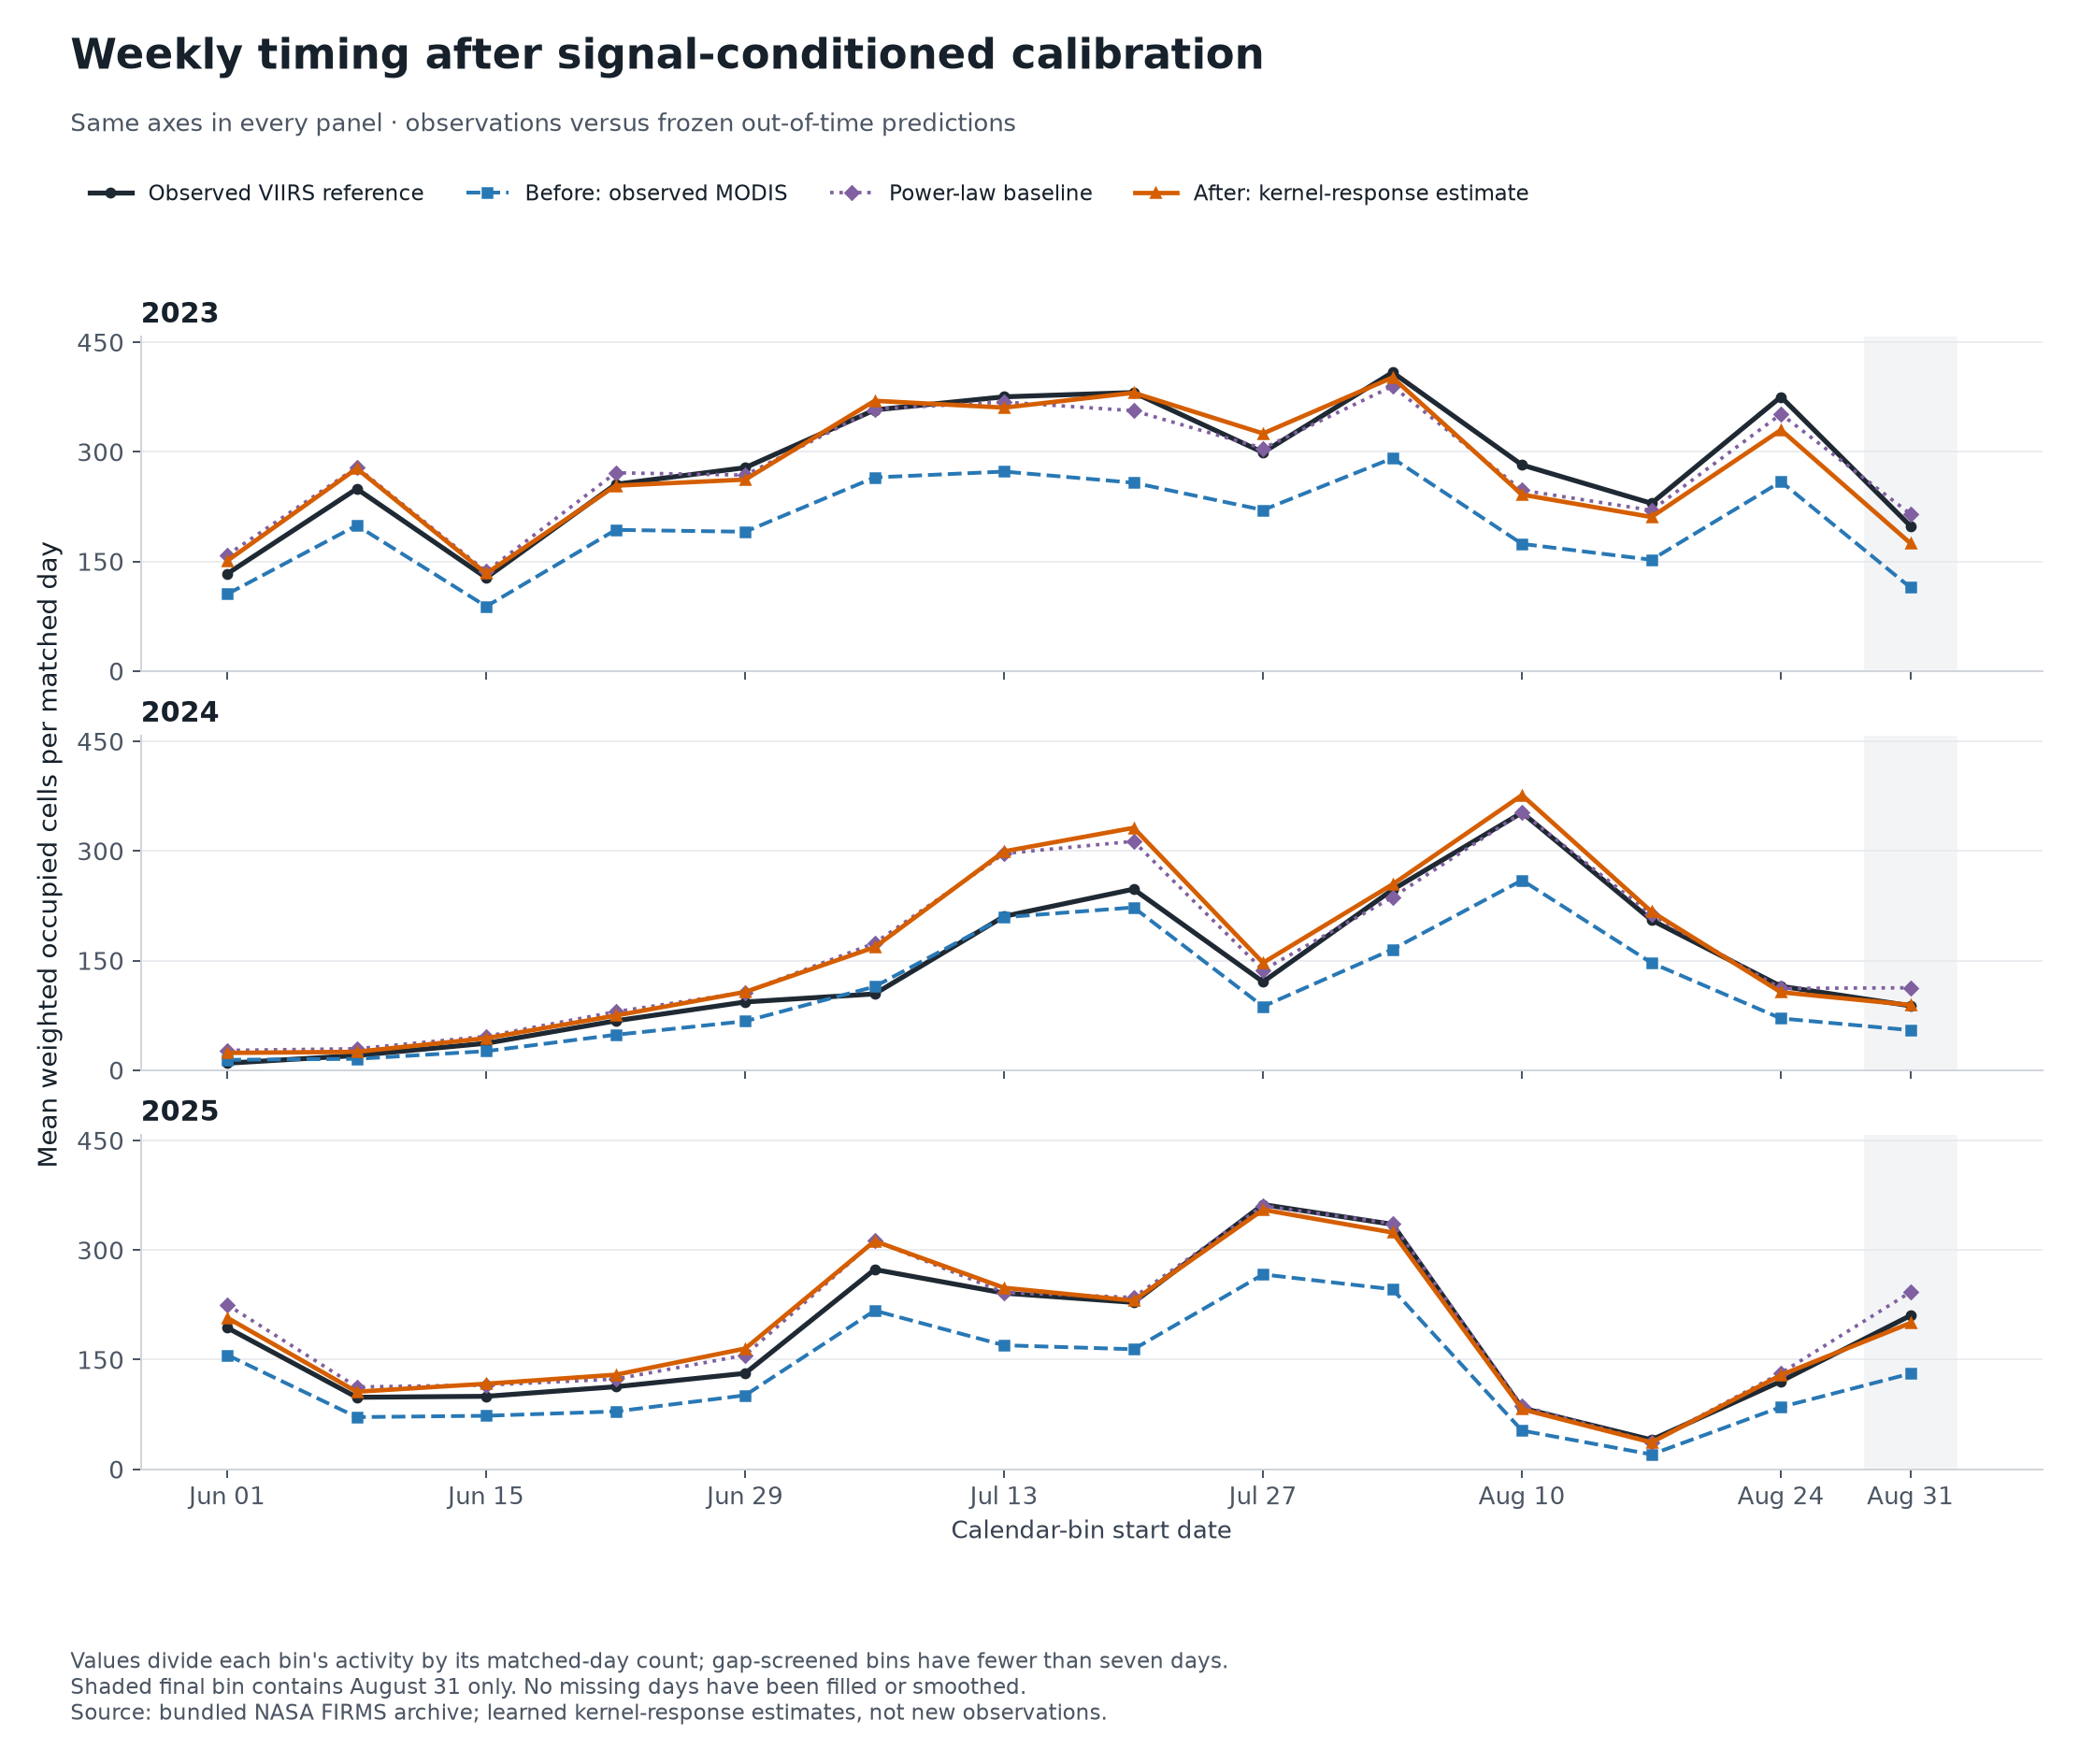 Weekly timing after signal-conditioned calibration
Same axes in every panel · observations versus frozen out-of-time predictions
Observed VIIRS reference
Before: observed MODIS
Power-law baseline
After: kernel-response estimate
Mean weighted occupied cells per matched day
2023
450
300
150
0
2024
450
300
150
0
2025
450
300
150
0
Jun 01
Jun 15
Jun 29
Jul 13
Jul 27
Aug 10
Aug 24
Aug 31
Calendar-bin start date
Values divide each bin's activity by its matched-day count; gap-screened bins have fewer than seven days.
Shaded final bin contains August 31 only. No missing days have been filled or smoothed.
Source: bundled NASA FIRMS archive; learned kernel-response estimates, not new observations.